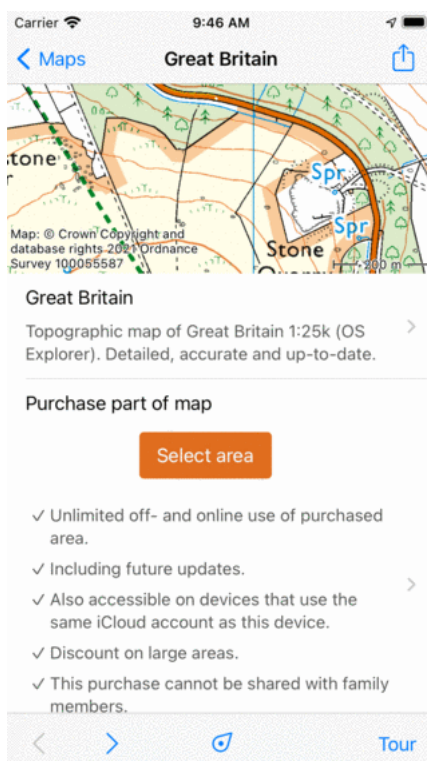 Carrier
9:46 AM
Maps
Great Britain
tone
Spr
Spr
Map: © Crown Copyright and
database rights 2021 Ordnance
Survey 100055587
Stone
200 m
Great Britain
Topographic map of Great Britain 1:25k (OS
Explorer). Detailed, accurate and up-to-date.
Purchase part of map
Select area
✓ Unlimited off- and online use of purchased
area.
✓ Including future updates.
✓ Also accessible on devices that use the
same iCloud account as this device.
✓ Discount on large areas.
✓ This purchase cannot be shared with family
members.
Tour